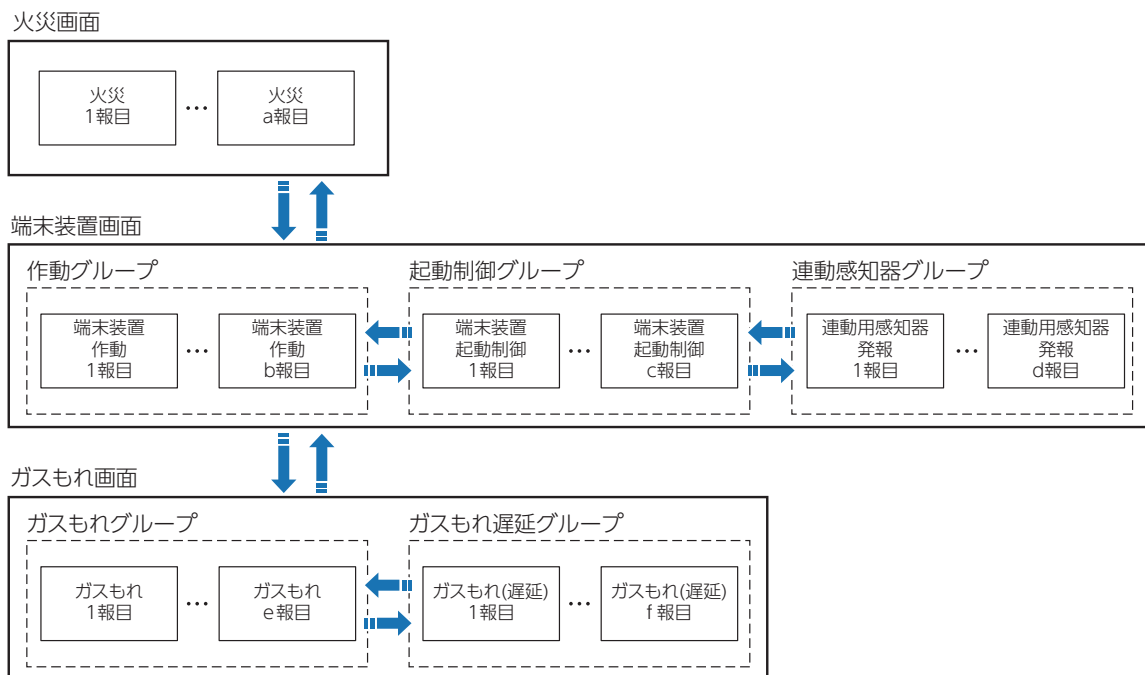 火災画面
火災
1報目
…
火災
a報目
端末装置画面
作動グループ
端末装置
作動
1報目
…
端末装置
作動
b報目
起動制御グループ
端末装置
起動制御
1報目
…
端末装置
起動制御
c報目
連動感知器グループ
連動用感知器
発報
1報目
…
連動用感知器
発報
d報目
ガスもれ画面
ガスもれグループ
ガスもれ
1報目
…
ガスもれ
e報目
ガスもれ遅延グループ
ガスもれ(遅延)
1報目
…
ガスもれ(遅延)
f報目